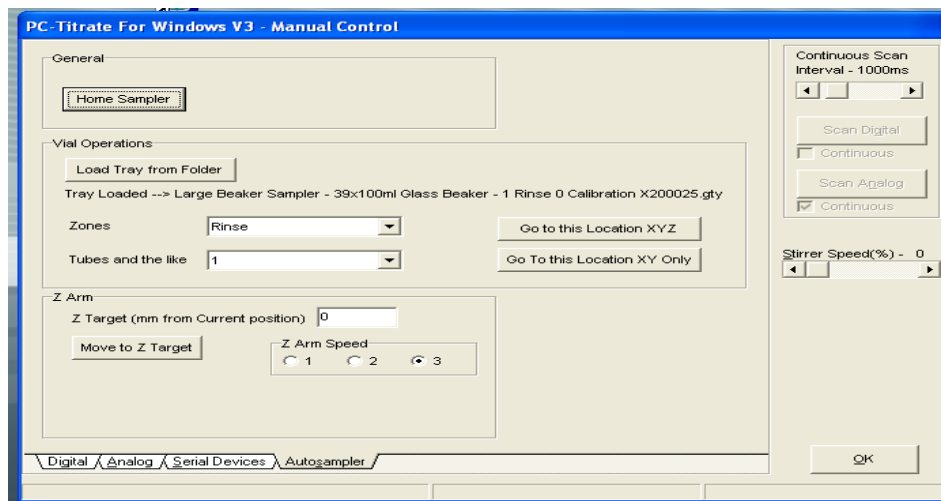 PC-Titrate For Windows V3 - Manual Control
General
Home Sampler
Vial Operations
Load Tray from Folder
Tray Loaded --> Large Beaker Sampler - 39x100ml Glass Beaker - 1 Rinse 0 Calibration X200025.gty
Zones
Rinse
Go to this Location XYZ
Tubes and the like
1
Go To this Location XY Only
Z Arm
Z Target (mm from Current position)
0
Move to Z Target
Z Arm Speed
1
2
3
Digital
Analog
Serial Devices
Autosampler
Continuous Scan
Interval - 1000ms
Scan Digital
Continuous
Scan Analog
Continuous
Stirrer Speed(%) - 0
OK